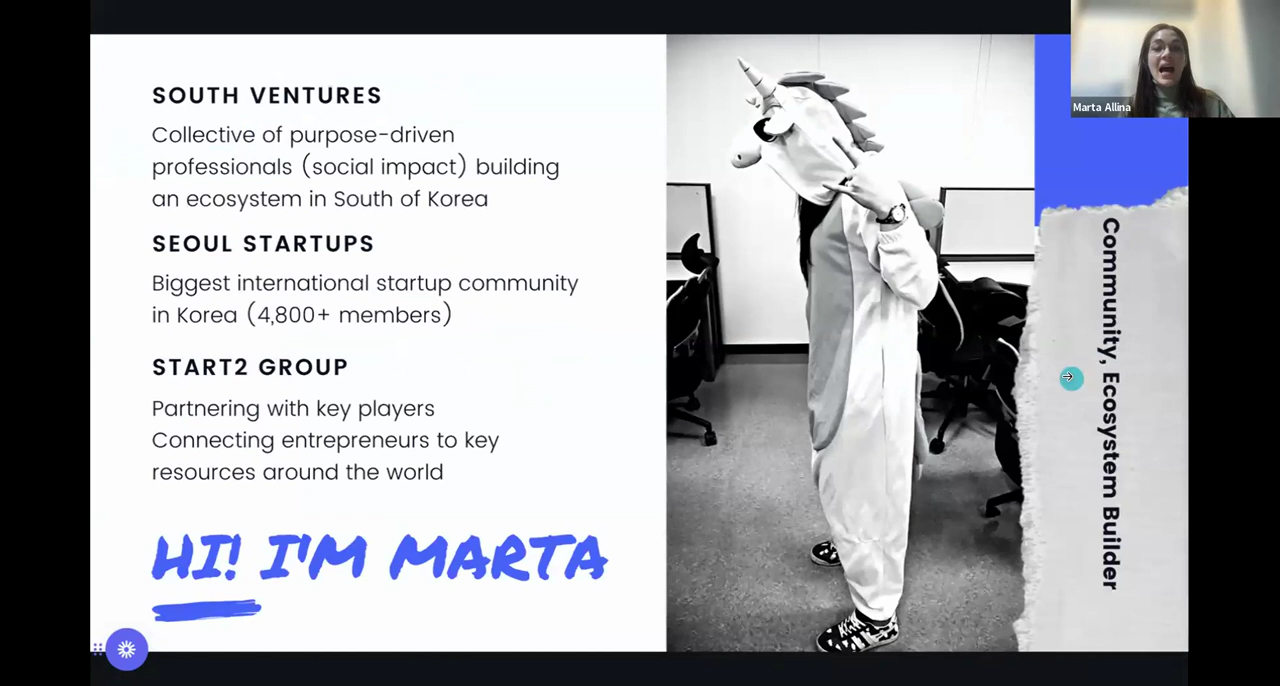 SOUTH VENTURES
Collective of purpose-driven
professionals (social impact) building
an ecosystem in South of Korea
SEOUL STARTUPS
Biggest international startup community
in Korea (4,800+ members)
START2 GROUP
Partnering with key players
Connecting entrepreneurs to key
resources around the world
HI! I'M MARTA
Community, Ecosystem Builder
Marta Allina